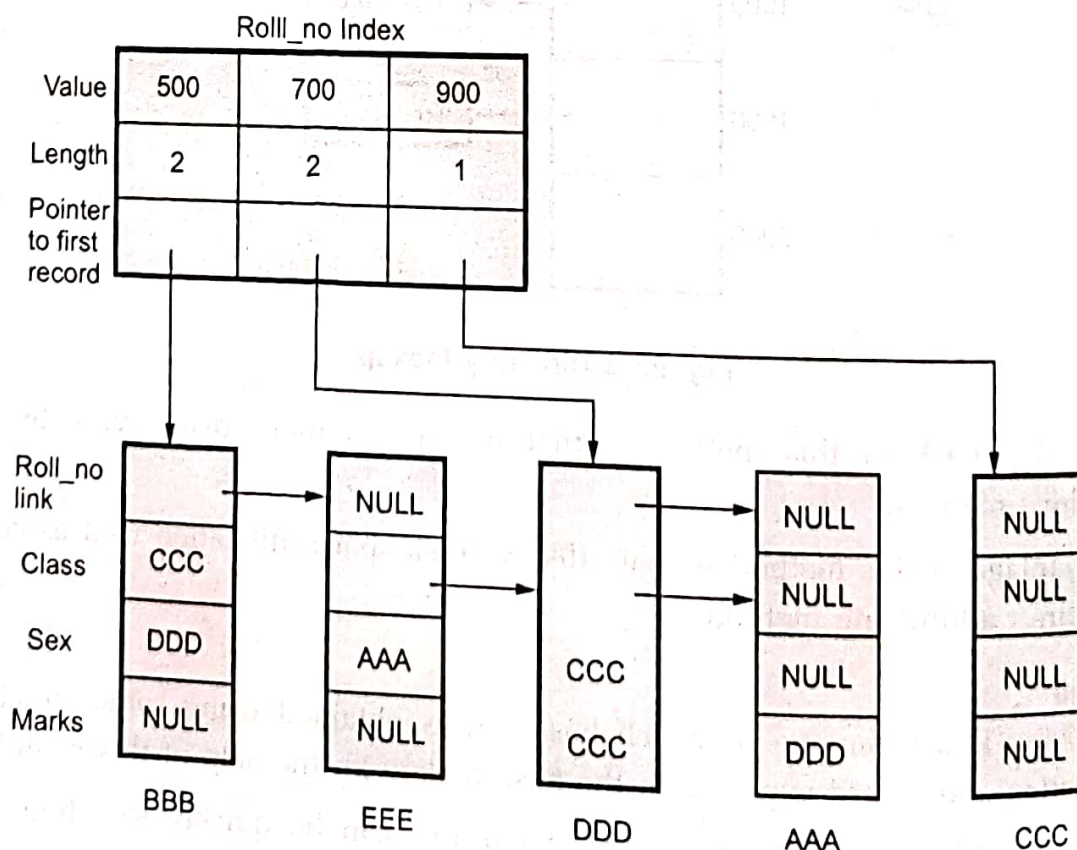 Rolll_no Index
Value 500 700 900
Length 2 2 1
Pointer
to first
record
Roll_no
link
NULL NULL NULL
Class CCC NULL NULL
Sex DDD AAA CCC NULL NULL
Marks NULL NULL CCC DDD NULL
BBB EEE DDD AAA CCC